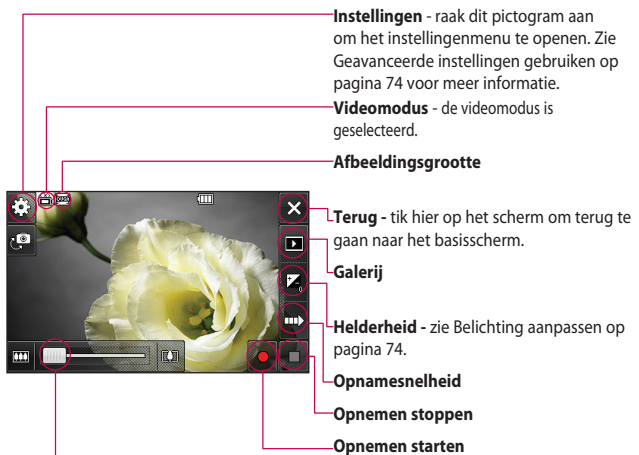 Instellingen - raak dit pictogram aan
om het instellingenmenu te openen. Zie
Geavanceerde instellingen gebruiken op
pagina 74 voor meer informatie.
Videomodus - de videomodus is
geselecteerd.
Afbeeldingsgrootte
Terug - tik hier op het scherm om terug te
gaan naar het basisscherm.
Galerij
Helderheid - zie Belichting aanpassen op
pagina 74.
Opnamesnelheid
Opnemen stoppen
Opnemen starten